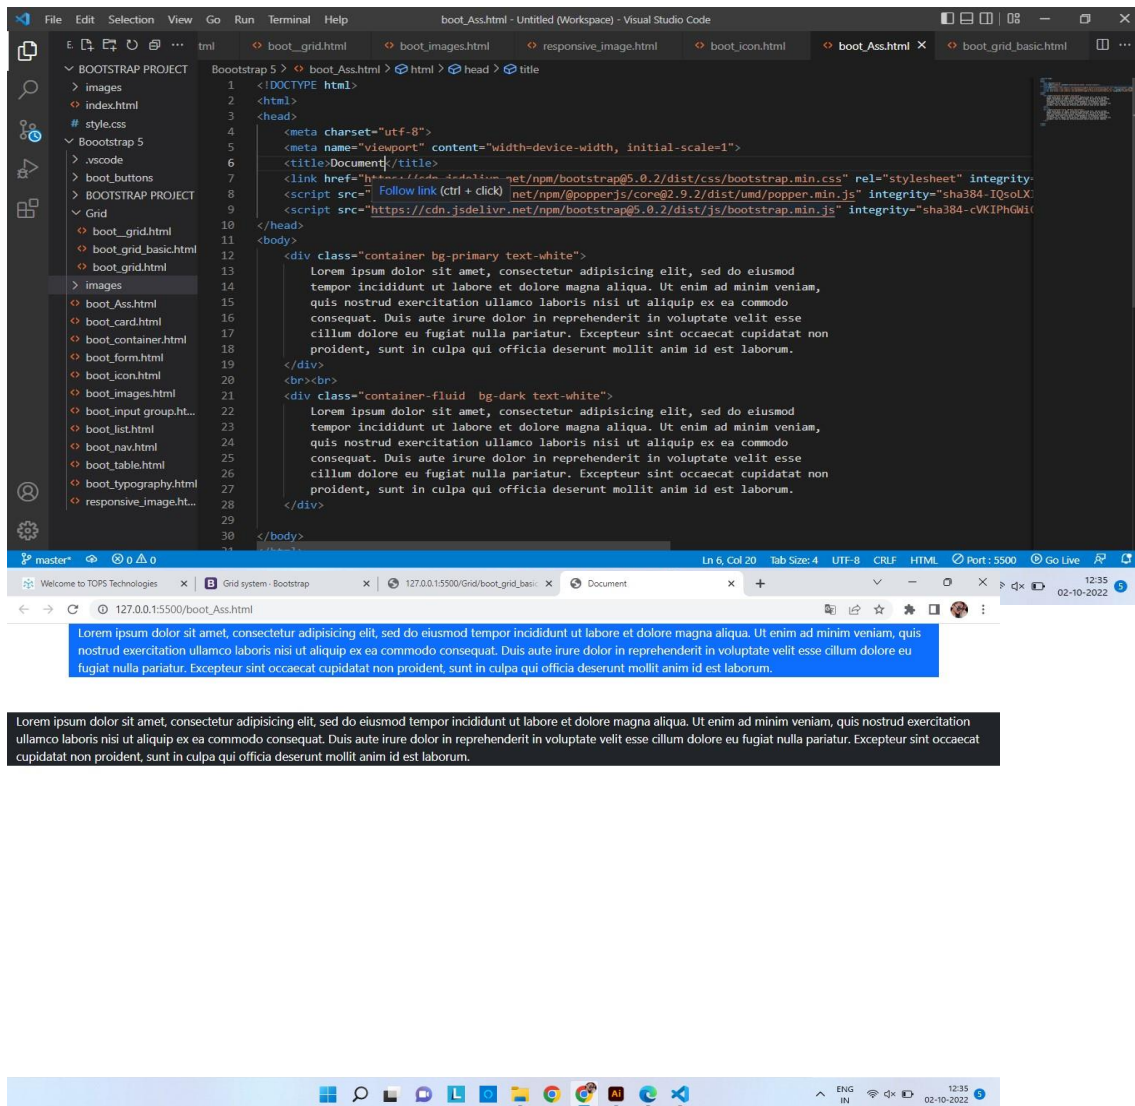 File Edit Selection View Go Run Terminal Help boot_Ass.html - Untitled (Workspace) - Visual Studio Code
E. tml boot__grid.html boot_images.html responsive_image.html boot_icon.html boot_Ass.html boot_grid_basic.html
BOOTSTRAP PROJECT
images
index.html
# style.css
Boootstrap 5
.vscode
boot_buttons
BOOTSTRAP PROJECT
Grid
boot__grid.html
boot_grid_basic.html
boot_grid.html
images
boot_Ass.html
boot_card.html
boot_container.html
boot_form.html
boot_icon.html
boot_images.html
boot_input group.ht...
boot_list.html
boot_nav.html
boot_table.html
boot_typography.html
responsive_image.ht...
Boootstrap 5 > boot_Ass.html > html > head > title
1 <!DOCTYPE html>
2 <html>
3 <head>
4 <meta charset="utf-8">
5 <meta name="viewport" content="width=device-width, initial-scale=1">
6 <title>Document</title>
7 <link href="https://cdn.jsdelivr.net/npm/bootstrap@5.0.2/dist/css/bootstrap.min.css" rel="stylesheet" integrity-
Follow link (ctrl + click)
8 <script src=" net/npm/@popperjs/core@2.9.2/dist/umd/popper.min.js" integrity="sha384-IQsoLX
9 <script src="https://cdn.jsdelivr.net/npm/bootstrap@5.0.2/dist/js/bootstrap.min.js" integrity="sha384-cVKIPhGWi
10 </head>
11 <body>
12 <div class="container bg-primary text-white">
13 Lorem ipsum dolor sit amet, consectetur adipisicing elit, sed do eiusmod
14 tempor incididunt ut labore et dolore magna aliqua. Ut enim ad minim veniam,
15 quis nostrud exercitation ullamco laboris nisi ut aliquip ex ea commodo
16 consequat. Duis aute irure dolor in reprehenderit in voluptate velit esse
17 cillum dolore eu fugiat nulla pariatur. Excepteur sint occaecat cupidatat non
18 proident, sunt in culpa qui officia deserunt mollit anim id est laborum.
19 </div>
20 <br><br>
21 <div class="container-fluid  bg-dark text-white">
22 Lorem ipsum dolor sit amet, consectetur adipisicing elit, sed do eiusmod
23 tempor incididunt ut labore et dolore magna aliqua. Ut enim ad minim veniam,
24 quis nostrud exercitation ullamco laboris nisi ut aliquip ex ea commodo
25 consequat. Duis aute irure dolor in reprehenderit in voluptate velit esse
26 cillum dolore eu fugiat nulla pariatur. Excepteur sint occaecat cupidatat non
27 proident, sunt in culpa qui officia deserunt mollit anim id est laborum.
28 </div>
29
30 </body>
master* 0 0 Ln 6, Col 20 Tab Size: 4 UTF-8 CRLF HTML Port : 5500 Go Live
Welcome to TOPS Technologies Grid system · Bootstrap 127.0.0.1:5500/Grid/boot_grid_basic Document 12:35
02-10-2022 5
127.0.0.1:5500/boot_Ass.html
Lorem ipsum dolor sit amet, consectetur adipisicing elit, sed do eiusmod tempor incididunt ut labore et dolore magna aliqua. Ut enim ad minim veniam, quis
nostrud exercitation ullamco laboris nisi ut aliquip ex ea commodo consequat. Duis aute irure dolor in reprehenderit in voluptate velit esse cillum dolore eu
fugiat nulla pariatur. Excepteur sint occaecat cupidatat non proident, sunt in culpa qui officia deserunt mollit anim id est laborum.
Lorem ipsum dolor sit amet, consectetur adipisicing elit, sed do eiusmod tempor incididunt ut labore et dolore magna aliqua. Ut enim ad minim veniam, quis nostrud exercitation
ullamco laboris nisi ut aliquip ex ea commodo consequat. Duis aute irure dolor in reprehenderit in voluptate velit esse cillum dolore eu fugiat nulla pariatur. Excepteur sint occaecat
cupidatat non proident, sunt in culpa qui officia deserunt mollit anim id est laborum.
L Ai ENG 12:35
IN 02-10-2022 5